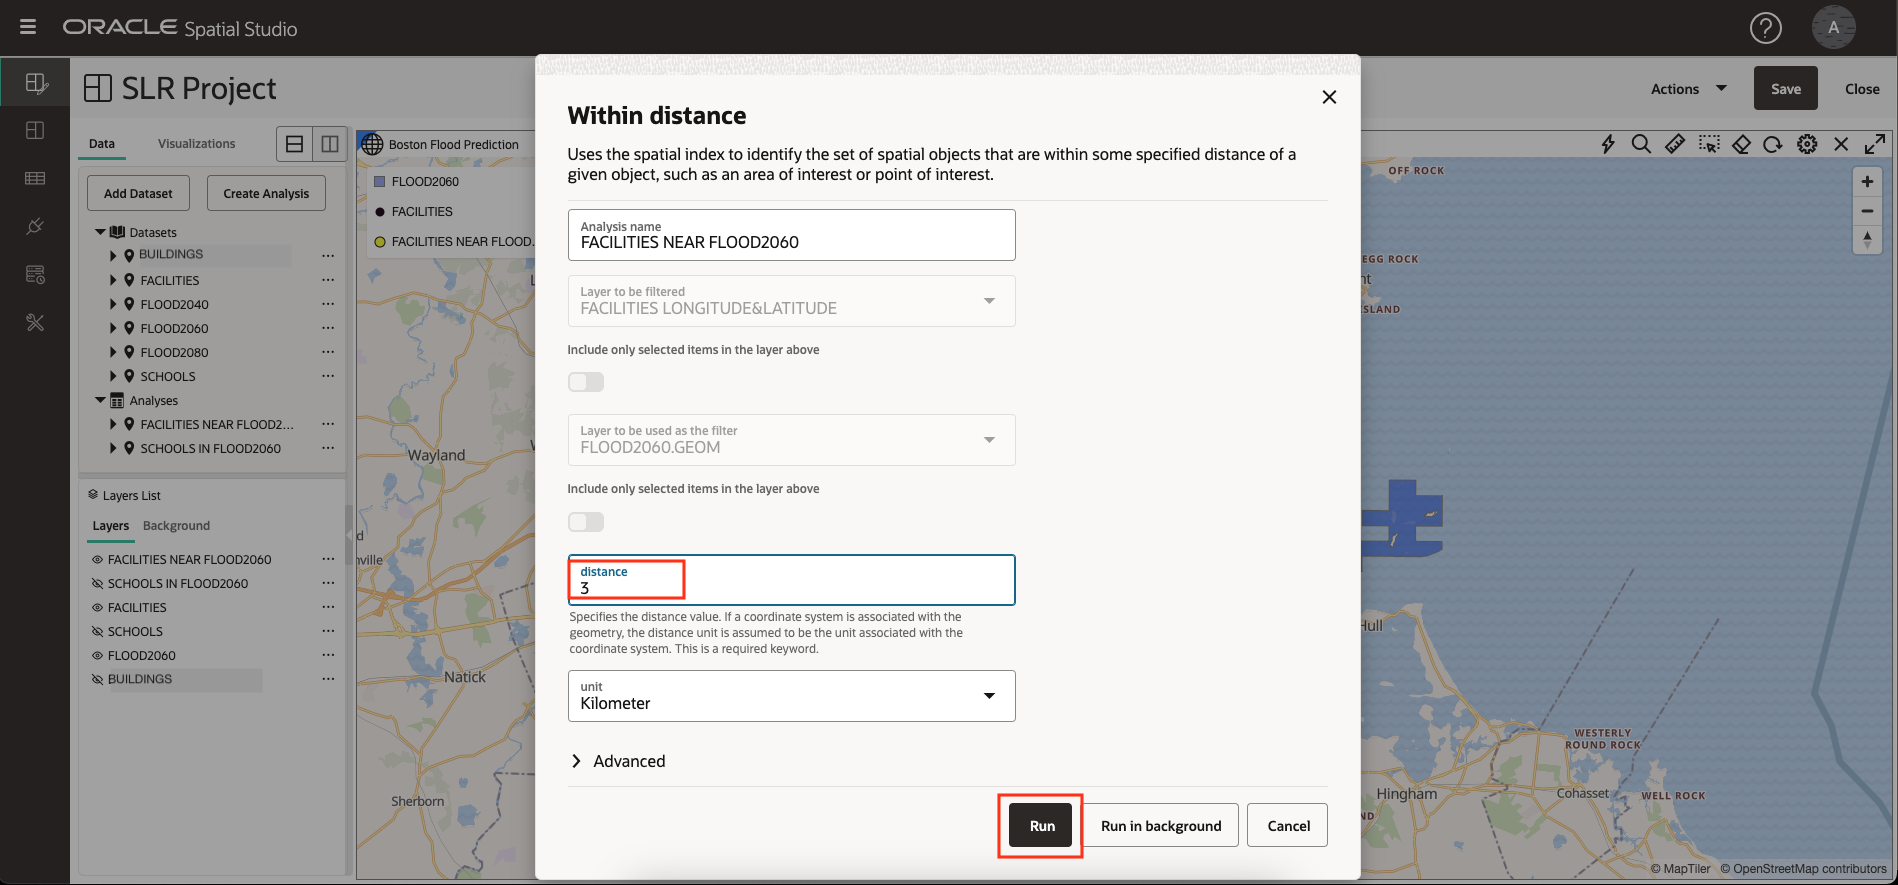 ORACLE Spatial Studio
A
SLR Project
Actions
Save
Close
Data
Visualizations
Add Dataset
Create Analysis
Datasets
BUILDINGS
FACILITIES
FLOOD2040
FLOOD2060
FLOOD2080
SCHOOLS
Analyses
FACILITIES NEAR FLOOD2...
SCHOOLS IN FLOOD2060
Layers List
Layers
Background
FACILITIES NEAR FLOOD2060
SCHOOLS IN FLOOD2060
FACILITIES
SCHOOLS
FLOOD2060
BUILDINGS
Boston Flood Prediction
FLOOD2060
FACILITIES
FACILITIES NEAR FLOOD.
Wayland
Natick
Sherborn
Within distance
Uses the spatial index to identify the set of spatial objects that are within some specified distance of a
given object, such as an area of interest or point of interest.
Analysis name
FACILITIES NEAR FLOOD2060
Layer to be filtered
FACILITIES LONGITUDE&LATITUDE
Include only selected items in the layer above
Layer to be used as the filter
FLOOD2060.GEOM
Include only selected items in the layer above
distance
3
Specifies the distance value. If a coordinate system is associated with the
geometry, the distance unit is assumed to be the unit associated with the
coordinate system. This is a required keyword.
unit
Kilometer
Advanced
Run
Run in background
Cancel
OFF ROCK
EGG ROCK
nt
ISLAND
Hull
WESTERLY
ROUND ROCK
Hingham
Cohasset
WELL ROCK
ND
© MapTiler © OpenStreetMap contributors